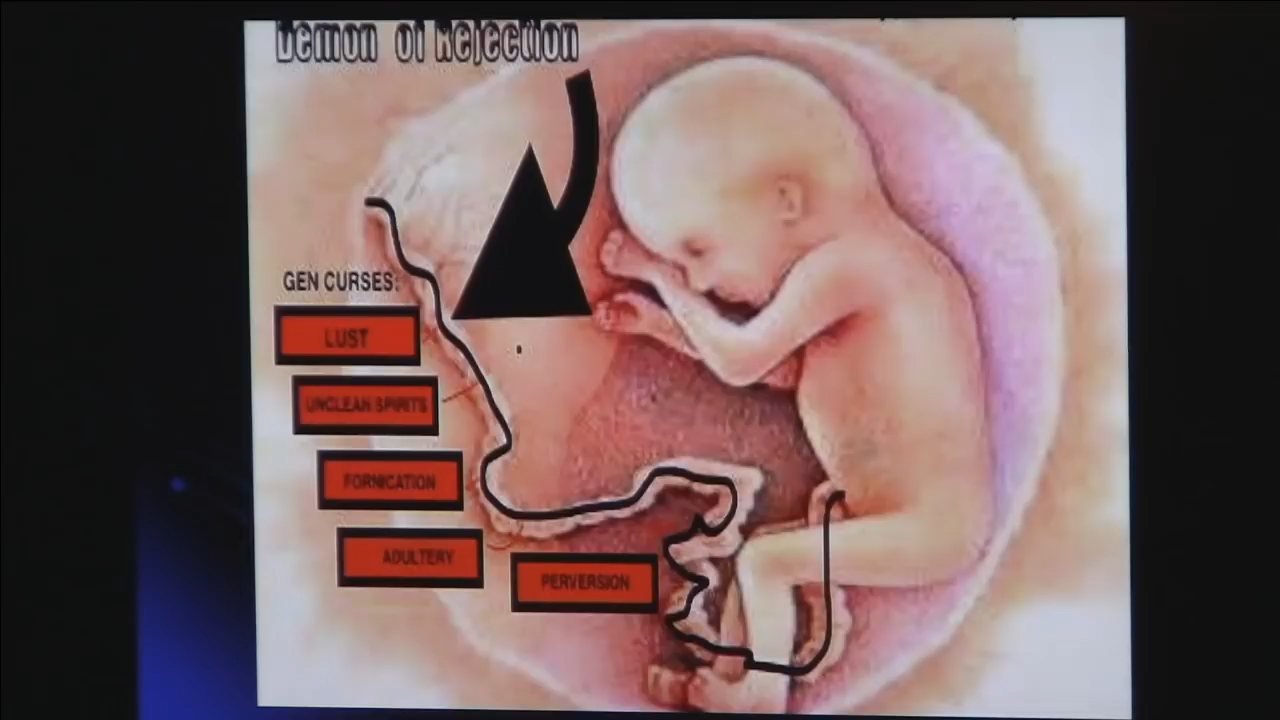 Demon of Rejection
GEN CURSES:
LUST
UNCLEAN SPIRITS
FORNICATION
ADULTERY
PERVERSION